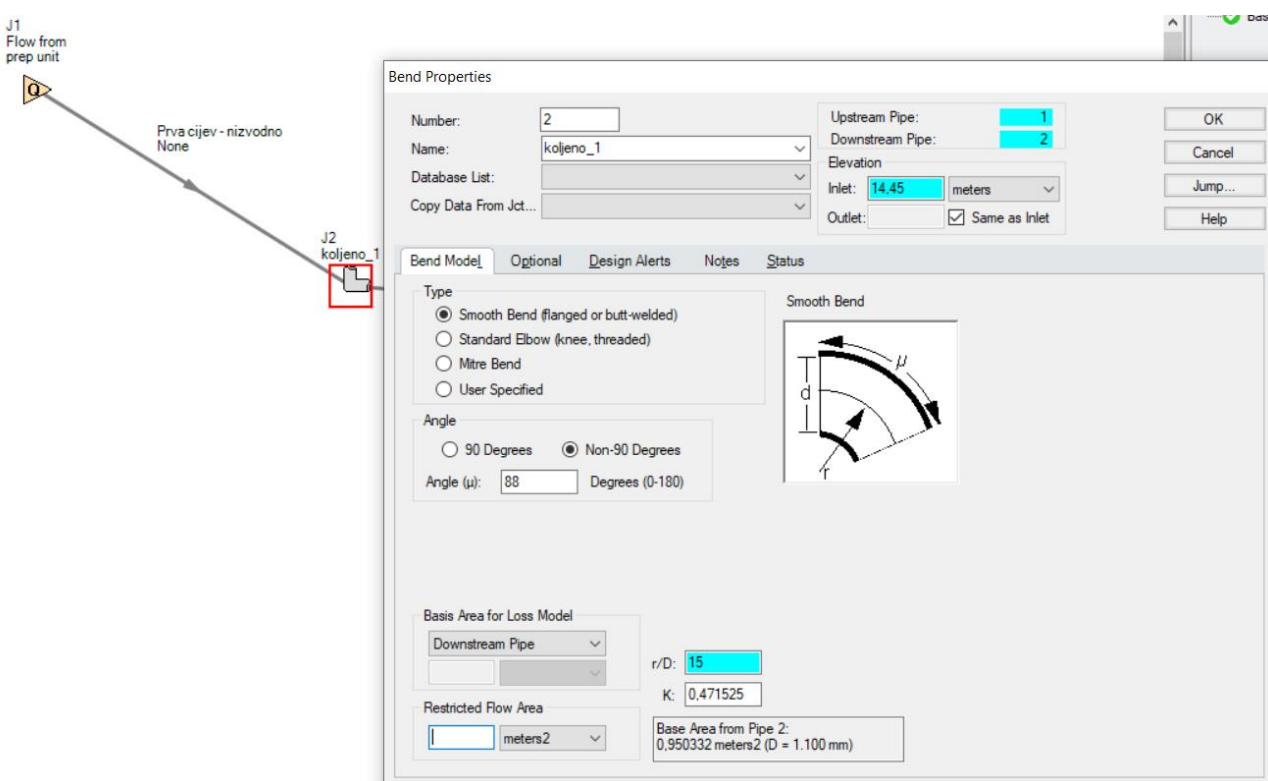 J1
Flow from
prep unit
Q
Prva cijev - nizvodno
None
J2
koljeno_1
Bas
Bend Properties
Number: 2
Name: koljeno_1
Database List:
Copy Data From Jct...
Upstream Pipe: 1
Downstream Pipe: 2
Elevation
Inlet: 14,45 meters
Outlet: Same as Inlet
OK
Cancel
Jump...
Help
Bend Model Optional Design Alerts Notes Status
Type
Smooth Bend (flanged or butt-welded)
Standard Elbow (knee, threaded)
Mitre Bend
User Specified
Angle
90 Degrees Non-90 Degrees
Angle (µ): 88 Degrees (0-180)
Smooth Bend
µ
d
r
Basis Area for Loss Model
Downstream Pipe
r/D: 15
K: 0,471525
Restricted Flow Area
meters2
Base Area from Pipe 2:
0,950332 meters2 (D = 1.100 mm)